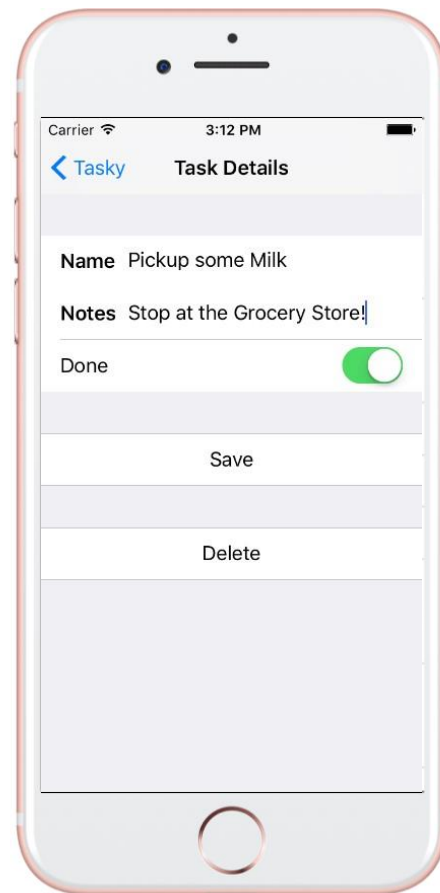 Carrier 3:12 PM
Tasky Task Details
Name Pickup some Milk
Notes Stop at the Grocery Store!
Done
Save
Delete